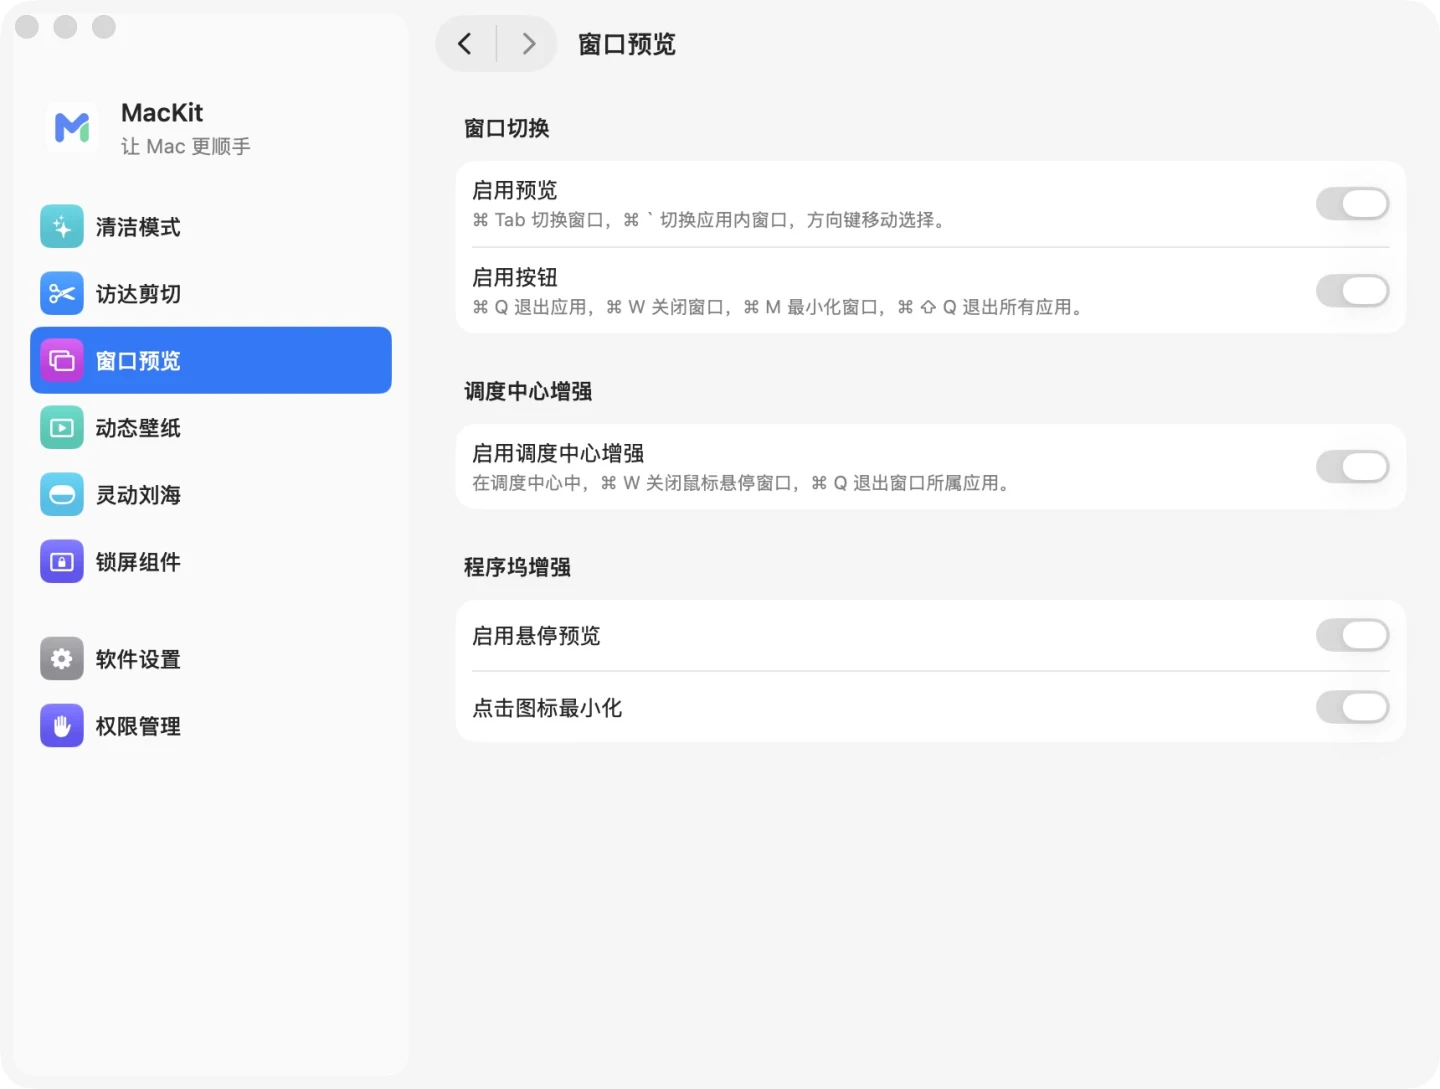 MacKit
让 Mac 更顺手
清洁模式
访达剪切
窗口预览
动态壁纸
灵动刘海
锁屏组件
软件设置
权限管理
窗口预览
窗口切换
启用预览
⌘ Tab 切换窗口，⌘ ` 切换应用内窗口，方向键移动选择。
启用按钮
⌘ Q 退出应用，⌘ W 关闭窗口，⌘ M 最小化窗口，⌘ ⇧ Q 退出所有应用。
调度中心增强
启用调度中心增强
在调度中心中，⌘ W 关闭鼠标悬停窗口，⌘ Q 退出窗口所属应用。
程序坞增强
启用悬停预览
点击图标最小化